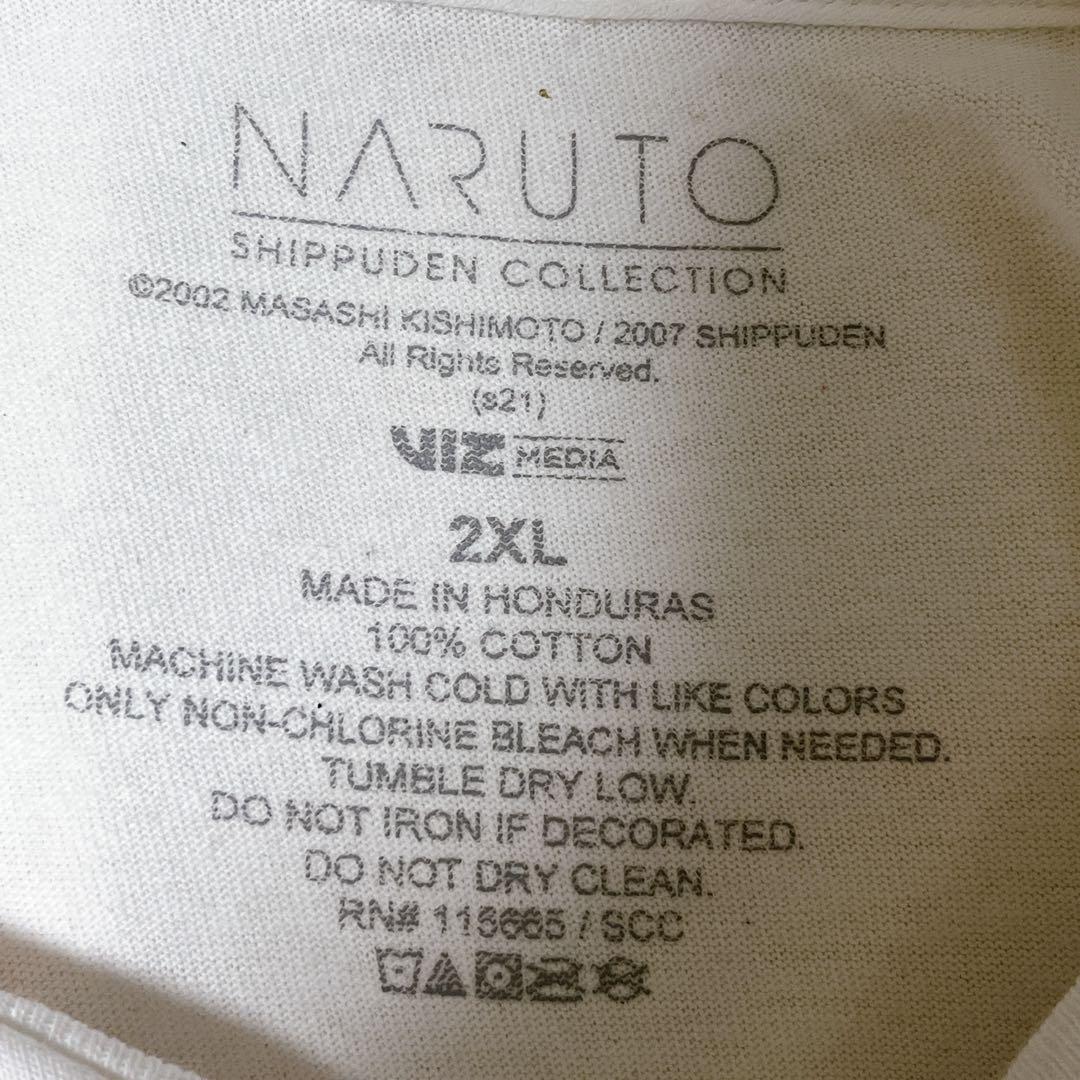 NARUTO
SHIPPUDEN COLLECTION
©2002 MASASHI KISHIMOTO / 2007 SHIPPUDEN
All Rights Reserved.
(s21)
VIZ MEDIA
2XL
MADE IN HONDURAS
100% COTTON
MACHINE WASH COLD WITH LIKE COLORS
ONLY NON-CHLORINE BLEACH WHEN NEEDED.
TUMBLE DRY LOW.
DO NOT IRON IF DECORATED.
DO NOT DRY CLEAN.
RN# / SCC